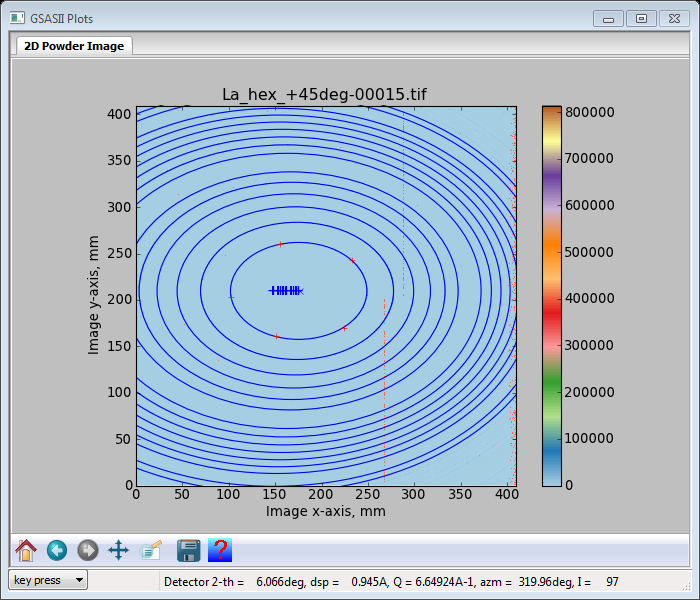 GSASII Plots
2D Powder Image
La_hex_+45deg-00015.tif
400
350
300
250
200
150
100
50
0
Image y-axis, mm
0 50 100 150 200 250 300 350 400
Image x-axis, mm
800000
700000
600000
500000
400000
300000
200000
100000
0
?
key press
Detector 2-th = 6.066deg, dsp = 0.945A, Q = 6.64924A-1, azm = 319.96deg, I = 97